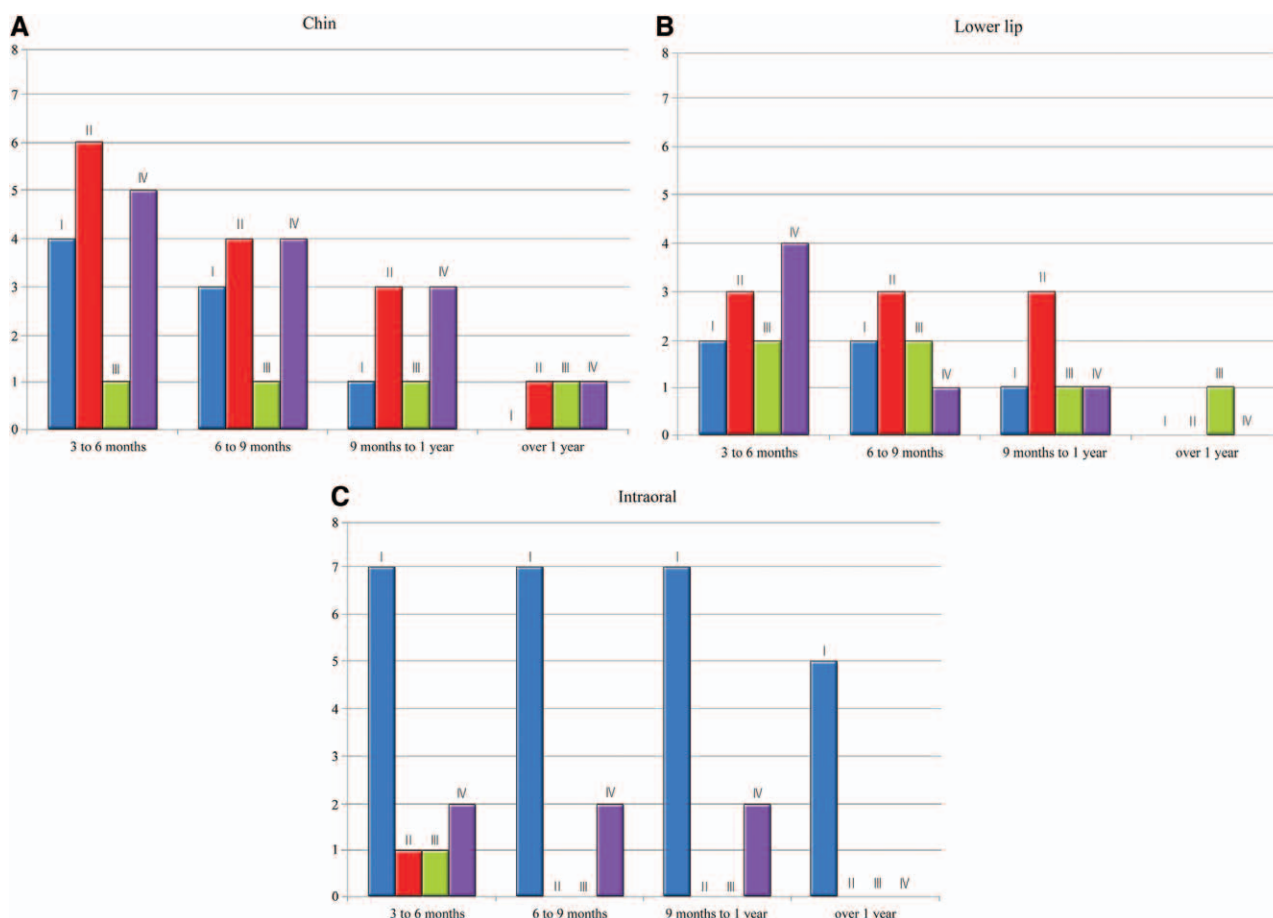 A
Chin
8
7
6
5
4
3
2
1
0
I
II
III
IV
I
II
III
IV
I
II
III
IV
I
II
III
IV
3 to 6 months
6 to 9 months
9 months to 1 year
over 1 year
B
Lower lip
8
7
6
5
4
3
2
1
0
I
II
III
IV
I
II
III
IV
I
II
III
IV
I
II
III
IV
3 to 6 months
6 to 9 months
9 months to 1 year
over 1 year
C
Intraoral
8
7
6
5
4
3
2
1
0
I
II
III
IV
I
II
III
IV
I
II
III
IV
I
II
III
IV
3 to 6 months
6 to 9 months
9 months to 1 year
over 1 year